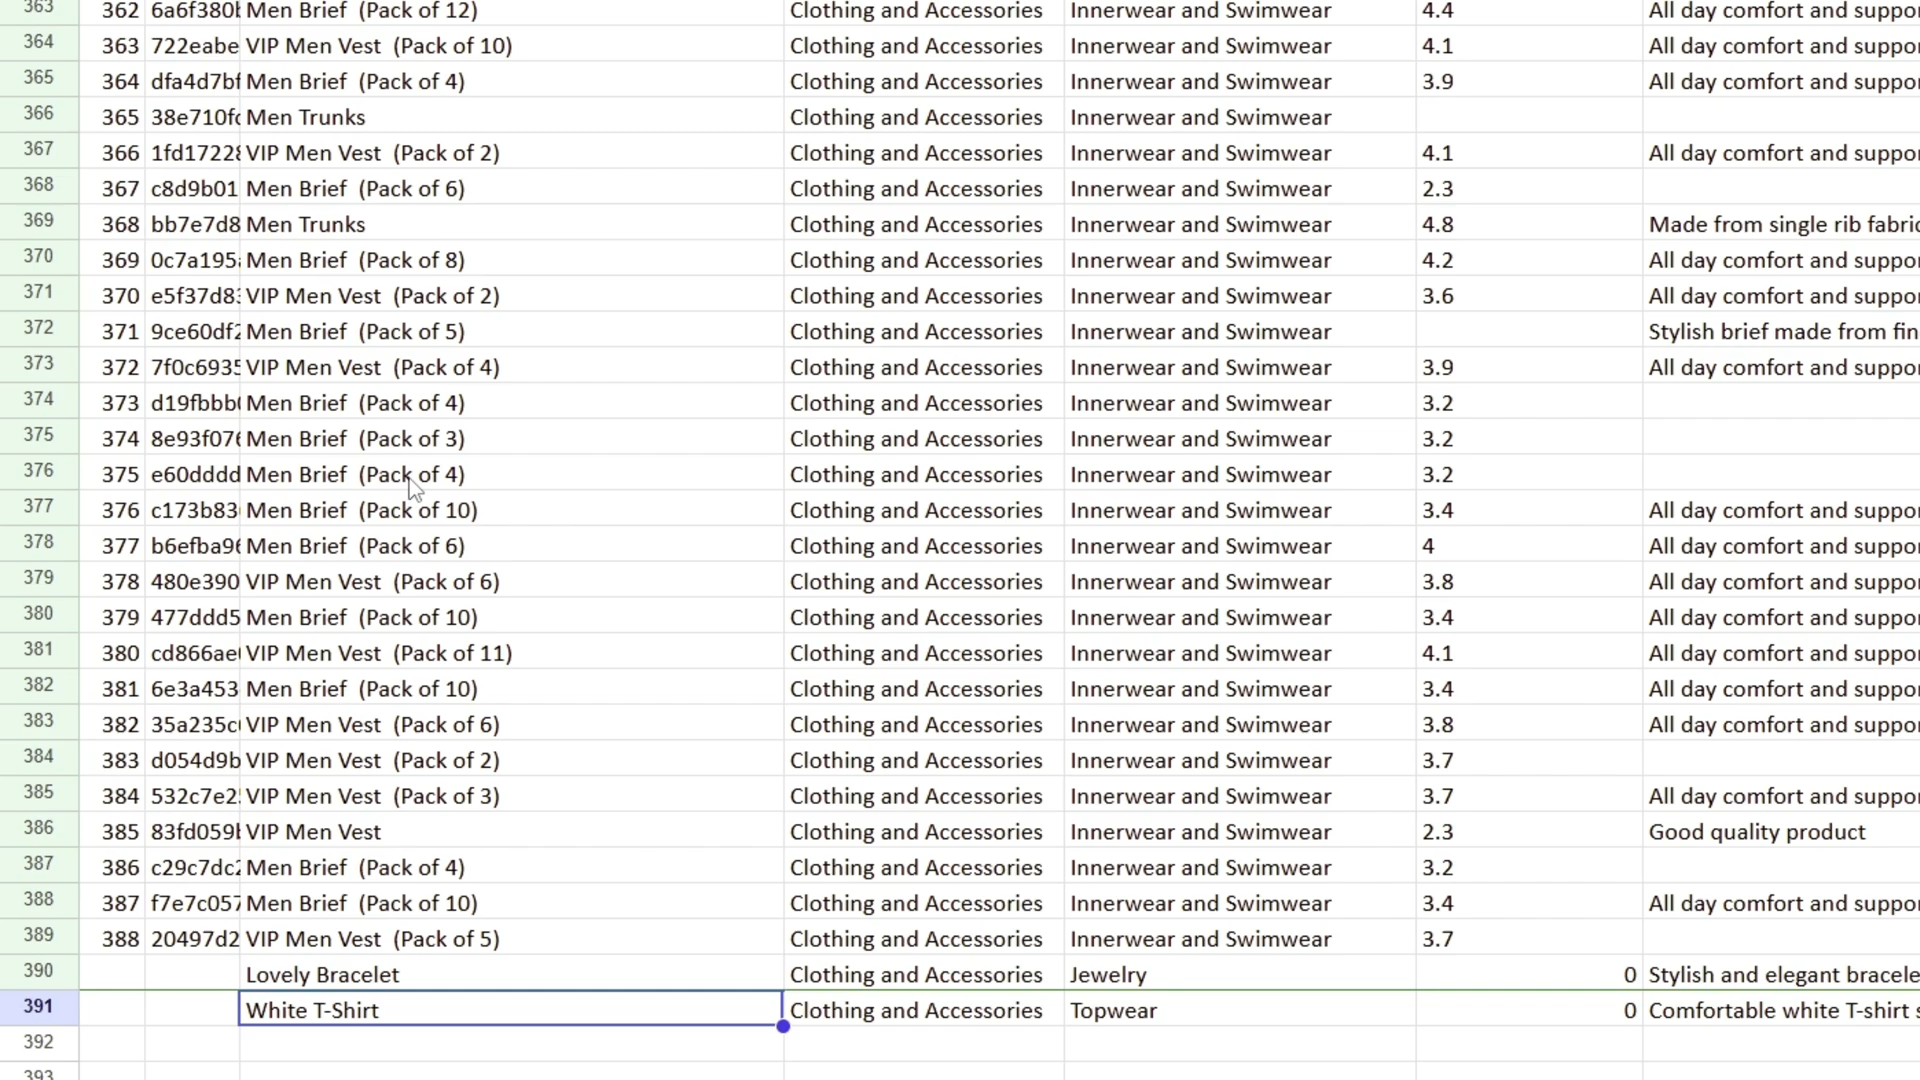 363 362 6a6f380b Men Brief (Pack of 12) Clothing and Accessories Innerwear and Swimwear 4.4 All day comfort and suppo
364 363 722eabe VIP Men Vest (Pack of 10) Clothing and Accessories Innerwear and Swimwear 4.1 All day comfort and suppor
365 364 dfa4d7bf Men Brief (Pack of 4) Clothing and Accessories Innerwear and Swimwear 3.9 All day comfort and suppor
366 365 38e710fc Men Trunks Clothing and Accessories Innerwear and Swimwear
367 366 1fd17228 VIP Men Vest (Pack of 2) Clothing and Accessories Innerwear and Swimwear 4.1 All day comfort and suppor
368 367 c8d9b01 Men Brief (Pack of 6) Clothing and Accessories Innerwear and Swimwear 2.3
369 368 bb7e7d8 Men Trunks Clothing and Accessories Innerwear and Swimwear 4.8 Made from single rib fabric
370 369 0c7a195a Men Brief (Pack of 8) Clothing and Accessories Innerwear and Swimwear 4.2 All day comfort and suppor
371 370 e5f37d83 VIP Men Vest (Pack of 2) Clothing and Accessories Innerwear and Swimwear 3.6 All day comfort and suppor
372 371 9ce60df2 Men Brief (Pack of 5) Clothing and Accessories Innerwear and Swimwear Stylish brief made from fin
373 372 7f0c6935 VIP Men Vest (Pack of 4) Clothing and Accessories Innerwear and Swimwear 3.9 All day comfort and suppor
374 373 d19fbbb0 Men Brief (Pack of 4) Clothing and Accessories Innerwear and Swimwear 3.2
375 374 8e93f076 Men Brief (Pack of 3) Clothing and Accessories Innerwear and Swimwear 3.2
376 375 e60dddd Men Brief (Pack of 4) Clothing and Accessories Innerwear and Swimwear 3.2
377 376 c173b83 Men Brief (Pack of 10) Clothing and Accessories Innerwear and Swimwear 3.4 All day comfort and suppor
378 377 b6efba96 Men Brief (Pack of 6) Clothing and Accessories Innerwear and Swimwear 4 All day comfort and suppor
379 378 480e390 VIP Men Vest (Pack of 6) Clothing and Accessories Innerwear and Swimwear 3.8 All day comfort and suppor
380 379 477ddd5 Men Brief (Pack of 10) Clothing and Accessories Innerwear and Swimwear 3.4 All day comfort and suppor
381 380 cd866ae VIP Men Vest (Pack of 11) Clothing and Accessories Innerwear and Swimwear 4.1 All day comfort and suppor
382 381 6e3a453 Men Brief (Pack of 10) Clothing and Accessories Innerwear and Swimwear 3.4 All day comfort and suppor
383 382 35a235c VIP Men Vest (Pack of 6) Clothing and Accessories Innerwear and Swimwear 3.8 All day comfort and suppor
384 383 d054d9b VIP Men Vest (Pack of 2) Clothing and Accessories Innerwear and Swimwear 3.7
385 384 532c7e2 VIP Men Vest (Pack of 3) Clothing and Accessories Innerwear and Swimwear 3.7 All day comfort and suppor
386 385 83fd059b VIP Men Vest Clothing and Accessories Innerwear and Swimwear 2.3 Good quality product
387 386 c29c7dc2 Men Brief (Pack of 4) Clothing and Accessories Innerwear and Swimwear 3.2
388 387 f7e7c057 Men Brief (Pack of 10) Clothing and Accessories Innerwear and Swimwear 3.4 All day comfort and suppor
389 388 20497d2 VIP Men Vest (Pack of 5) Clothing and Accessories Innerwear and Swimwear 3.7
390 Lovely Bracelet Clothing and Accessories Jewelry 0 Stylish and elegant bracele
391 White T-Shirt Clothing and Accessories Topwear 0 Comfortable white T-shirt s
392
393